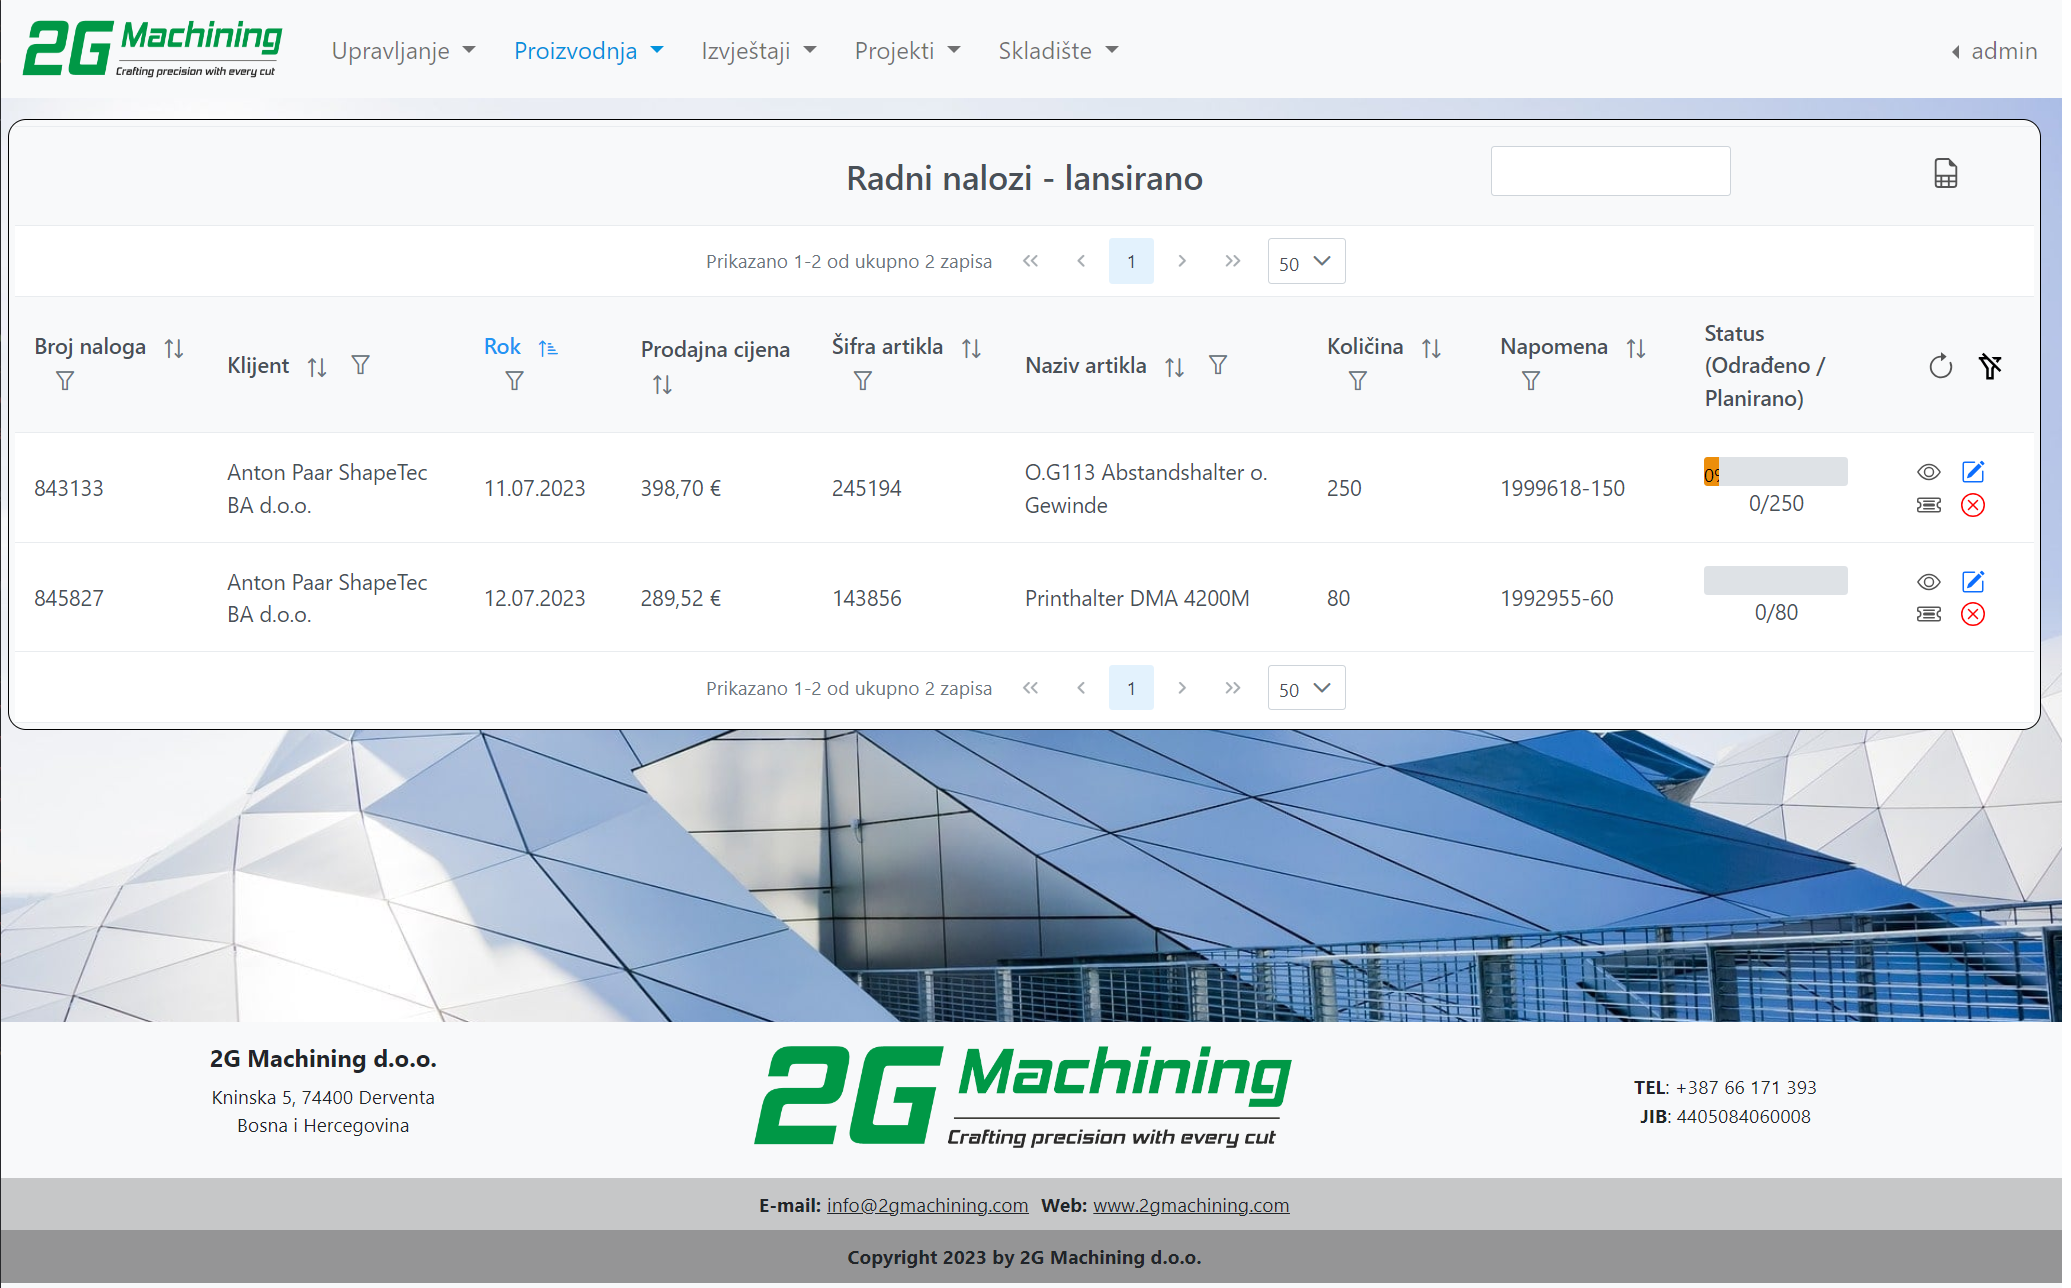 2G Machining
Crafting precision with every cut
Upravljanje Proizvodnja Izvještaji Projekti Skladište admin
Radni nalozi - lansirano
Prikazano 1-2 od ukupno 2 zapisa 1 50
Broj naloga Klijent Rok Prodajna cijena Šifra artikla Naziv artikla Količina Napomena Status (Odrađeno / Planirano)
843133 Anton Paar ShapeTec BA d.o.o. 11.07.2023 398,70 € 245194 O.G113 Abstandshalter o. Gewinde 250 1999618-150 0/250
845827 Anton Paar ShapeTec BA d.o.o. 12.07.2023 289,52 € 143856 Printhalter DMA 4200M 80 1992955-60 0/80
Prikazano 1-2 od ukupno 2 zapisa 1 50
2G Machining d.o.o.
Kninska 5, 74400 Derventa
Bosna i Hercegovina
2G Machining
Crafting precision with every cut
TEL: +387 66 171 393
JIB: 4405084060008
E-mail: info@2gmachining.com Web: www.2gmachining.com
Copyright 2023 by 2G Machining d.o.o.